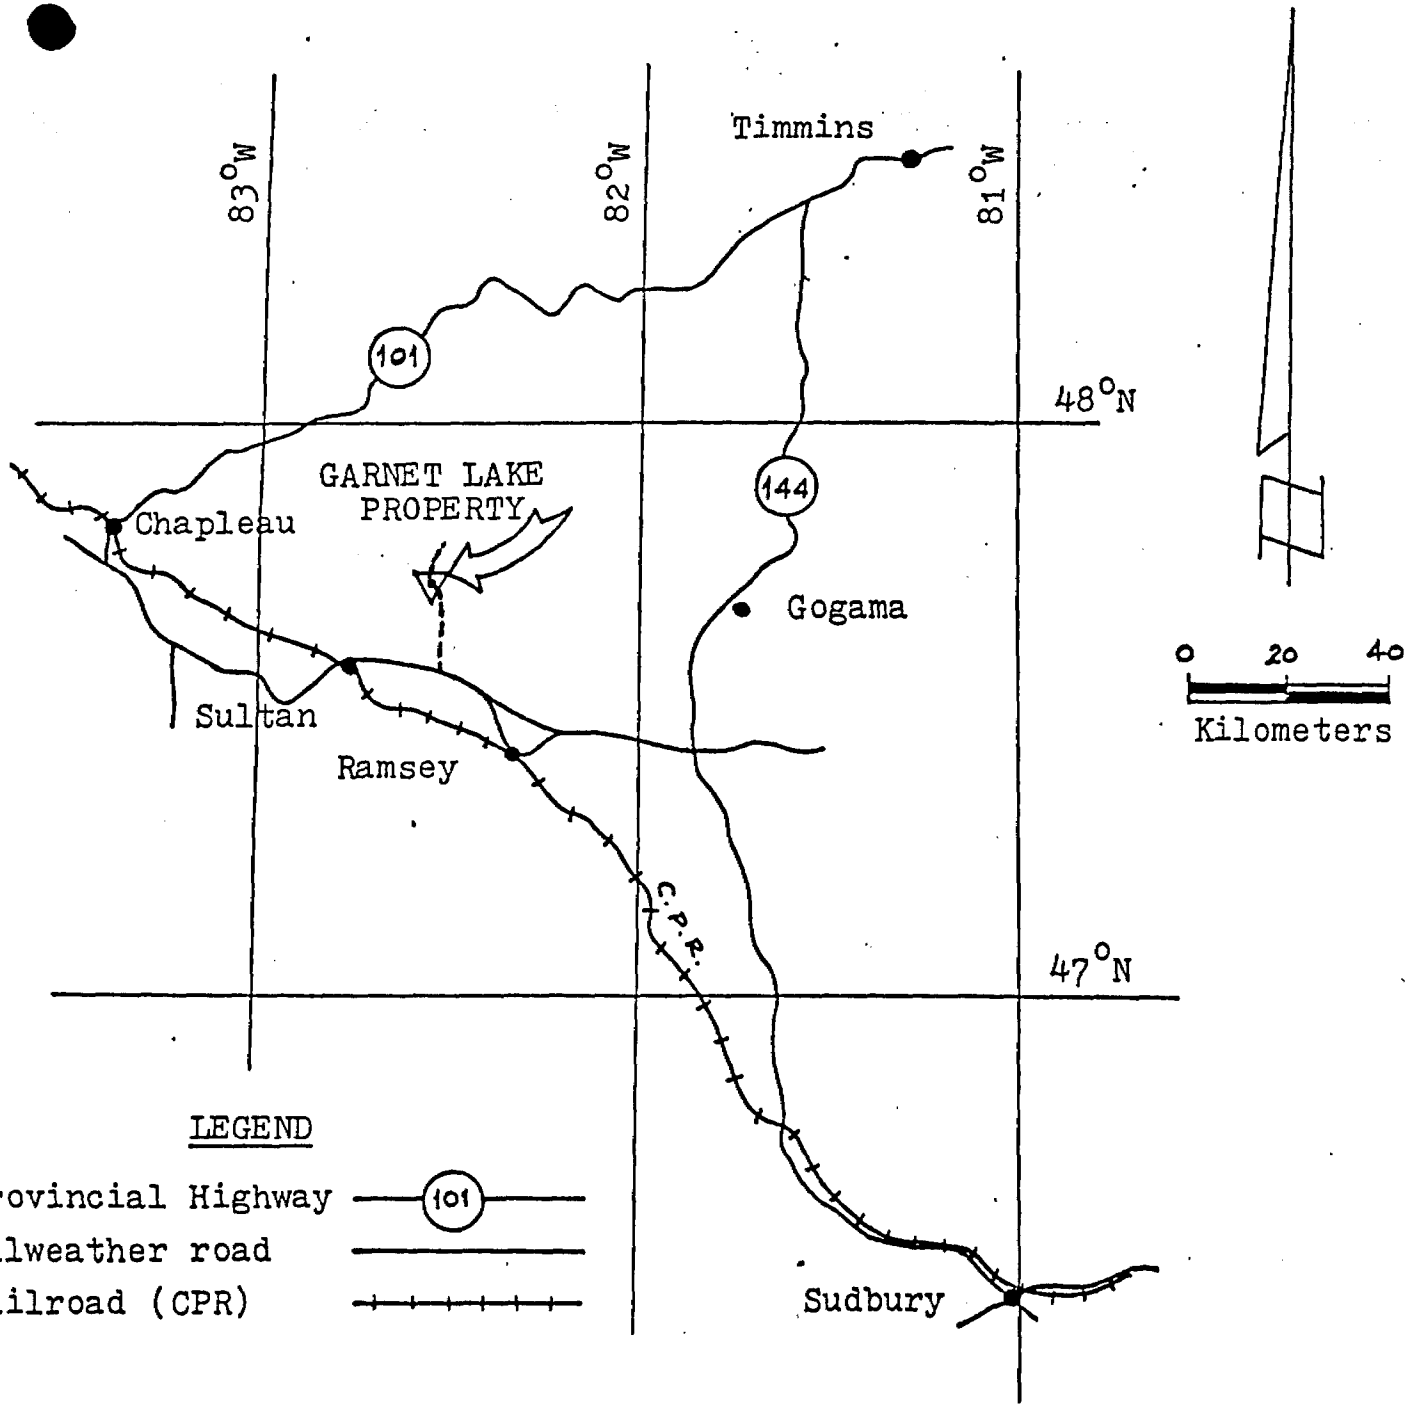 Timmins
83°W
82°W
81°W
101
48°N
GARNET LAKE
PROPERTY
144
Chapleau
Gogama
0 20 40
Kilometers
Sultan
Ramsey
C.P.R.
47°N
LEGEND
rovincial Highway 101
lweather road
ilroad (CPR)
Sudbury